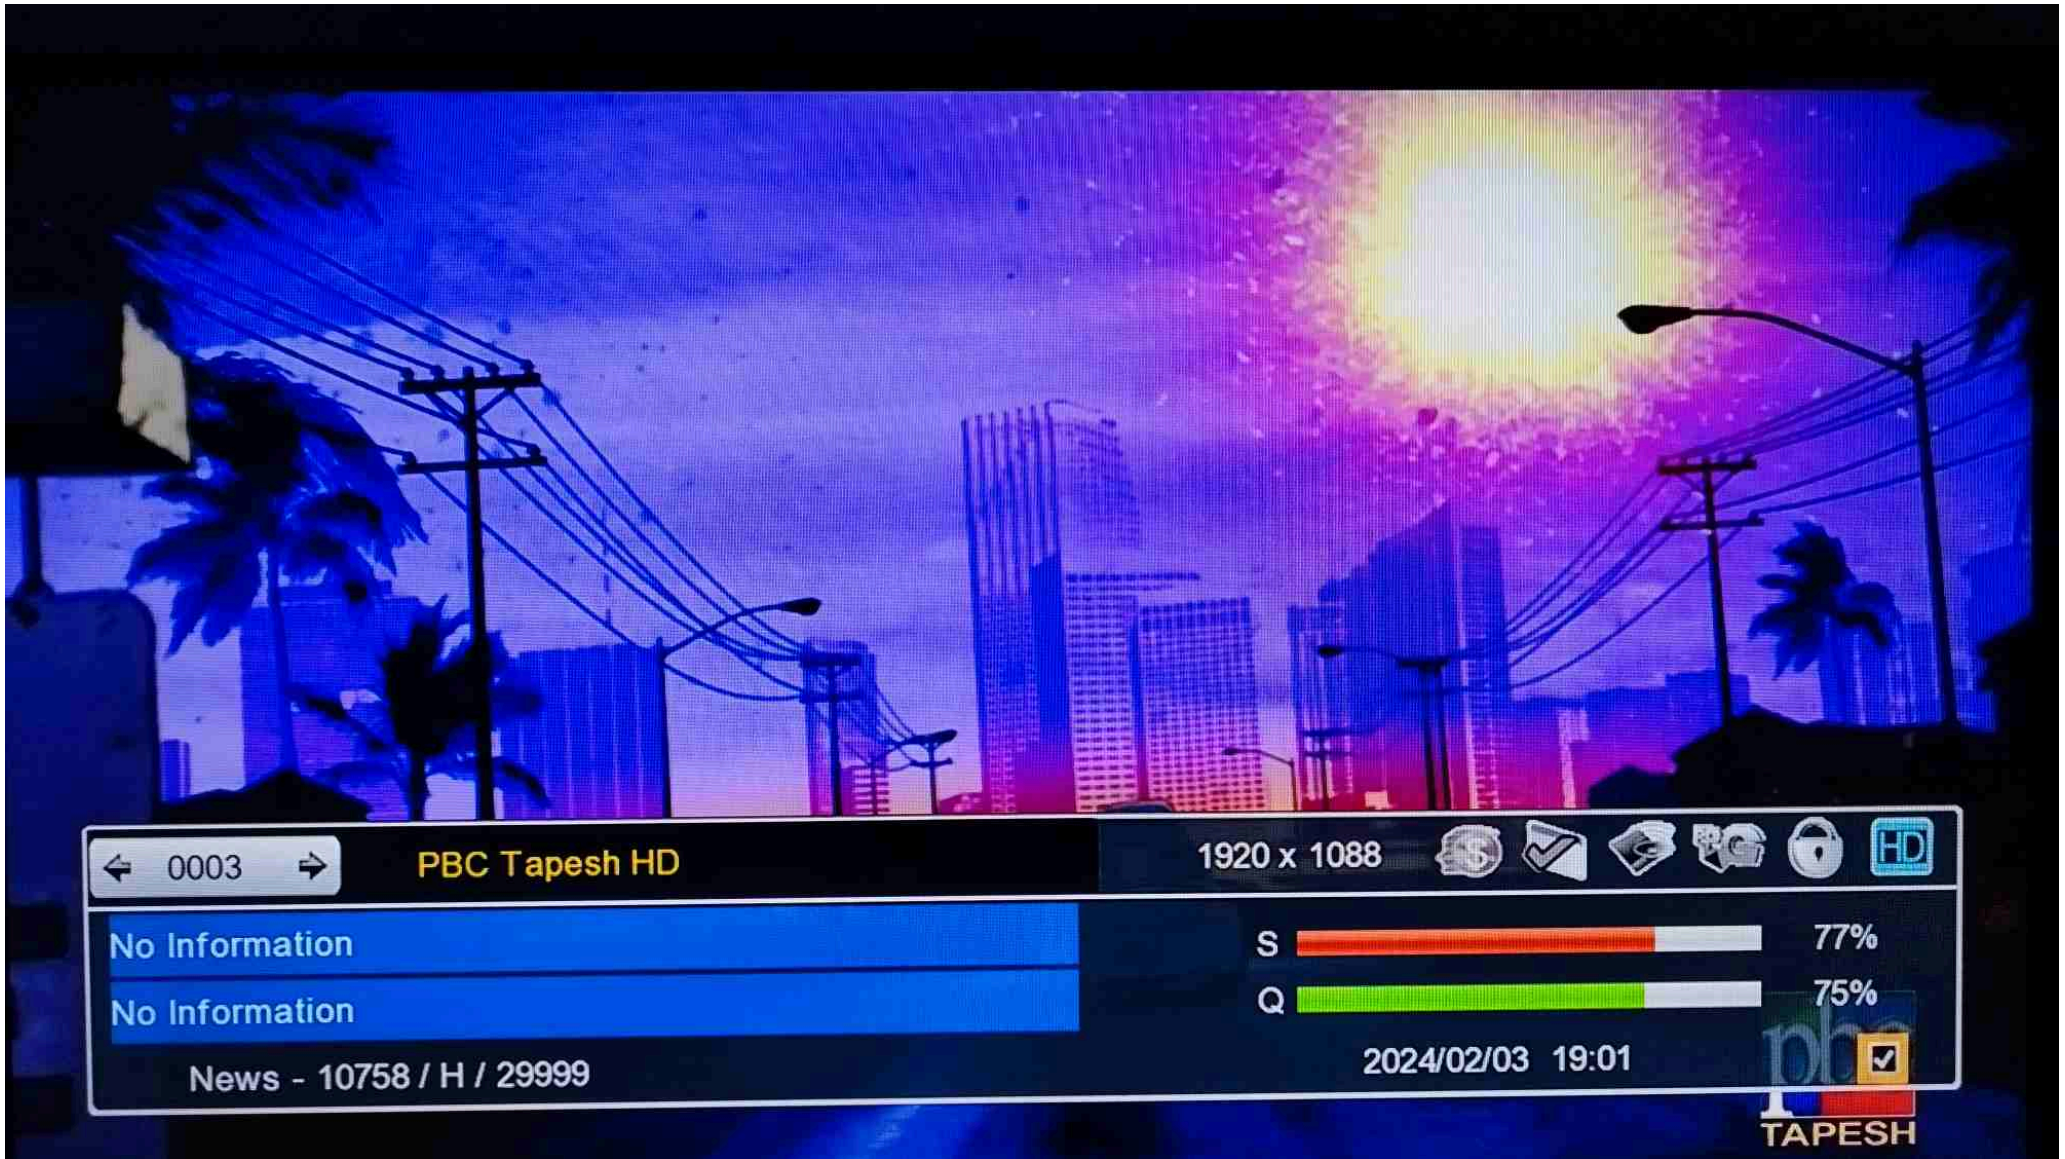 0003
PBC Tapesh HD
1920 x 1088
HD
No Information
S 77%
No Information
Q 75%
News - 10758 / H / 29999
2024/02/03 19:01
pbc
TAPESH